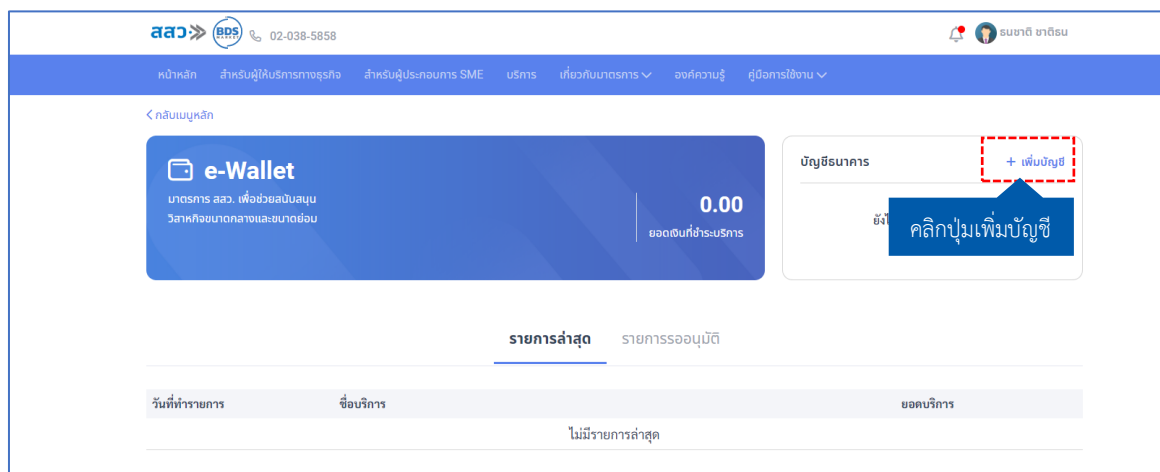 สสว. BDS MARKET 02-038-5858 ธนชาติ ชาติธน
หน้าหลัก สำหรับผู้ให้บริการทางธุรกิจ สำหรับผู้ประกอบการ SME บริการ เกี่ยวกับมาตรการ องค์ความรู้ คู่มือการใช้งาน
< กลับเมนูหลัก
e-Wallet
มาตรการ สสว. เพื่อช่วยสนับสนุน
วิสาหกิจขนาดกลางและขนาดย่อม
0.00
ยอดเงินที่ชำระบริการ
บัญชีธนาคาร + เพิ่มบัญชี
คลิกปุ่มเพิ่มบัญชี
รายการล่าสุด รายการรออนุมัติ
วันที่ทำรายการ ชื่อบริการ ยอดบริการ
ไม่มีรายการล่าสุด